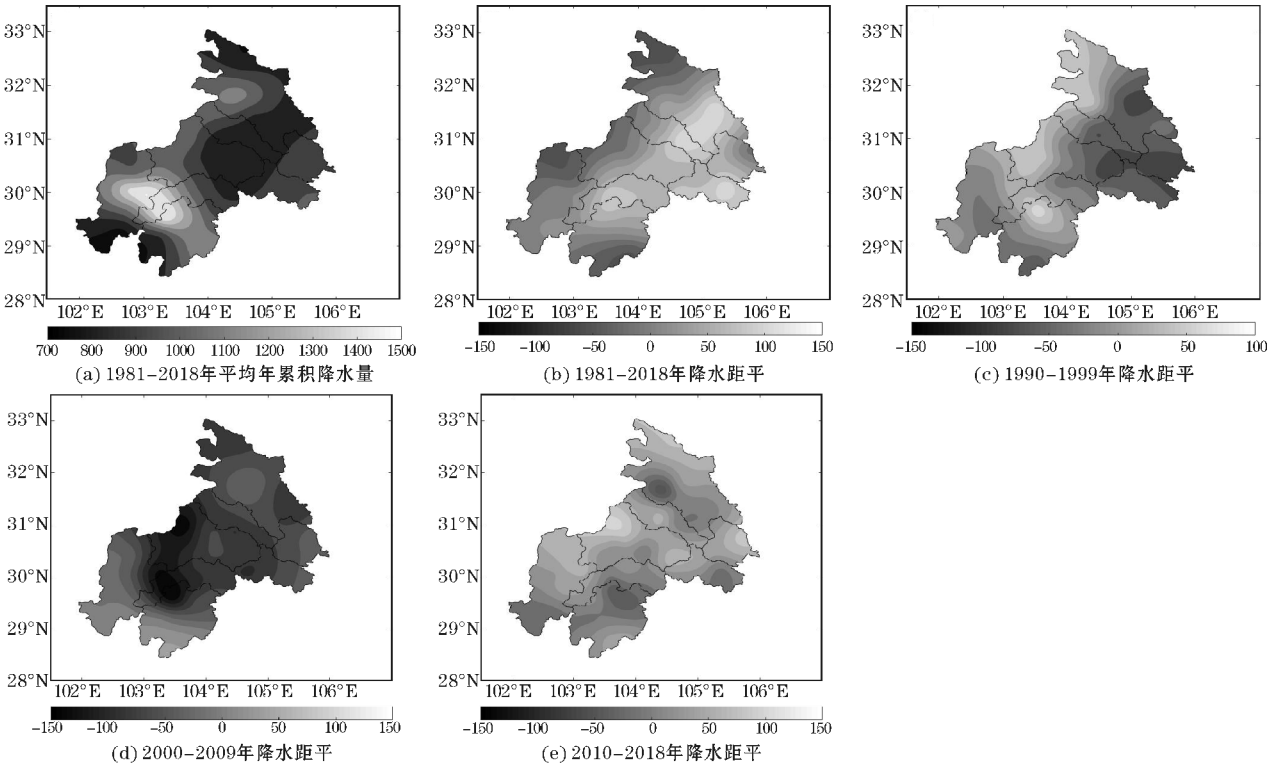 33°N
32°N
31°N
30°N
29°N
28°N
102°E 103°E 104°E 105°E 106°E
700 800 900 1000 1100 1200 1300 1400 1500
(a) 1981-2018年平均年累积降水量
33°N
32°N
31°N
30°N
29°N
28°N
102°E 103°E 104°E 105°E 106°E
-150 -100 -50 0 50 100 150
(b) 1981-2018年降水距平
33°N
32°N
31°N
30°N
29°N
28°N
102°E 103°E 104°E 105°E 106°E
-150 -100 -50 0 50 100
(c) 1990-1999年降水距平
33°N
32°N
31°N
30°N
29°N
28°N
102°E 103°E 104°E 105°E 106°E
-150 -100 -50 0 50 100 150
(d) 2000-2009年降水距平
33°N
32°N
31°N
30°N
29°N
28°N
102°E 103°E 104°E 105°E 106°E
-150 -100 -50 0 50 100 150
(e) 2010-2018年降水距平